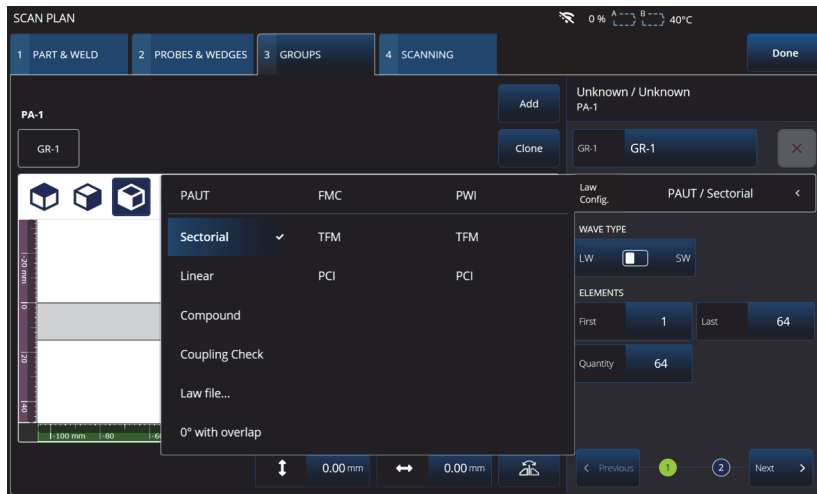 SCAN PLAN
0 % A B 40°C
1 PART & WELD
2 PROBES & WEDGES
3 GROUPS
4 SCANNING
Done
PA-1
Add
Unknown / Unknown
PA-1
GR-1
Clone
GR-1 GR-1
Law Config. PAUT / Sectorial
PAUT FMC PWI
Sectorial TFM TFM
Linear PCI PCI
Compound
Coupling Check
Law file...
0° with overlap
WAVE TYPE
LW SW
ELEMENTS
First 1 Last 64
Quantity 64
-20 mm
0
20
40
-100 mm -80 -6
0.00 mm 0.00 mm
Previous 1 2 Next